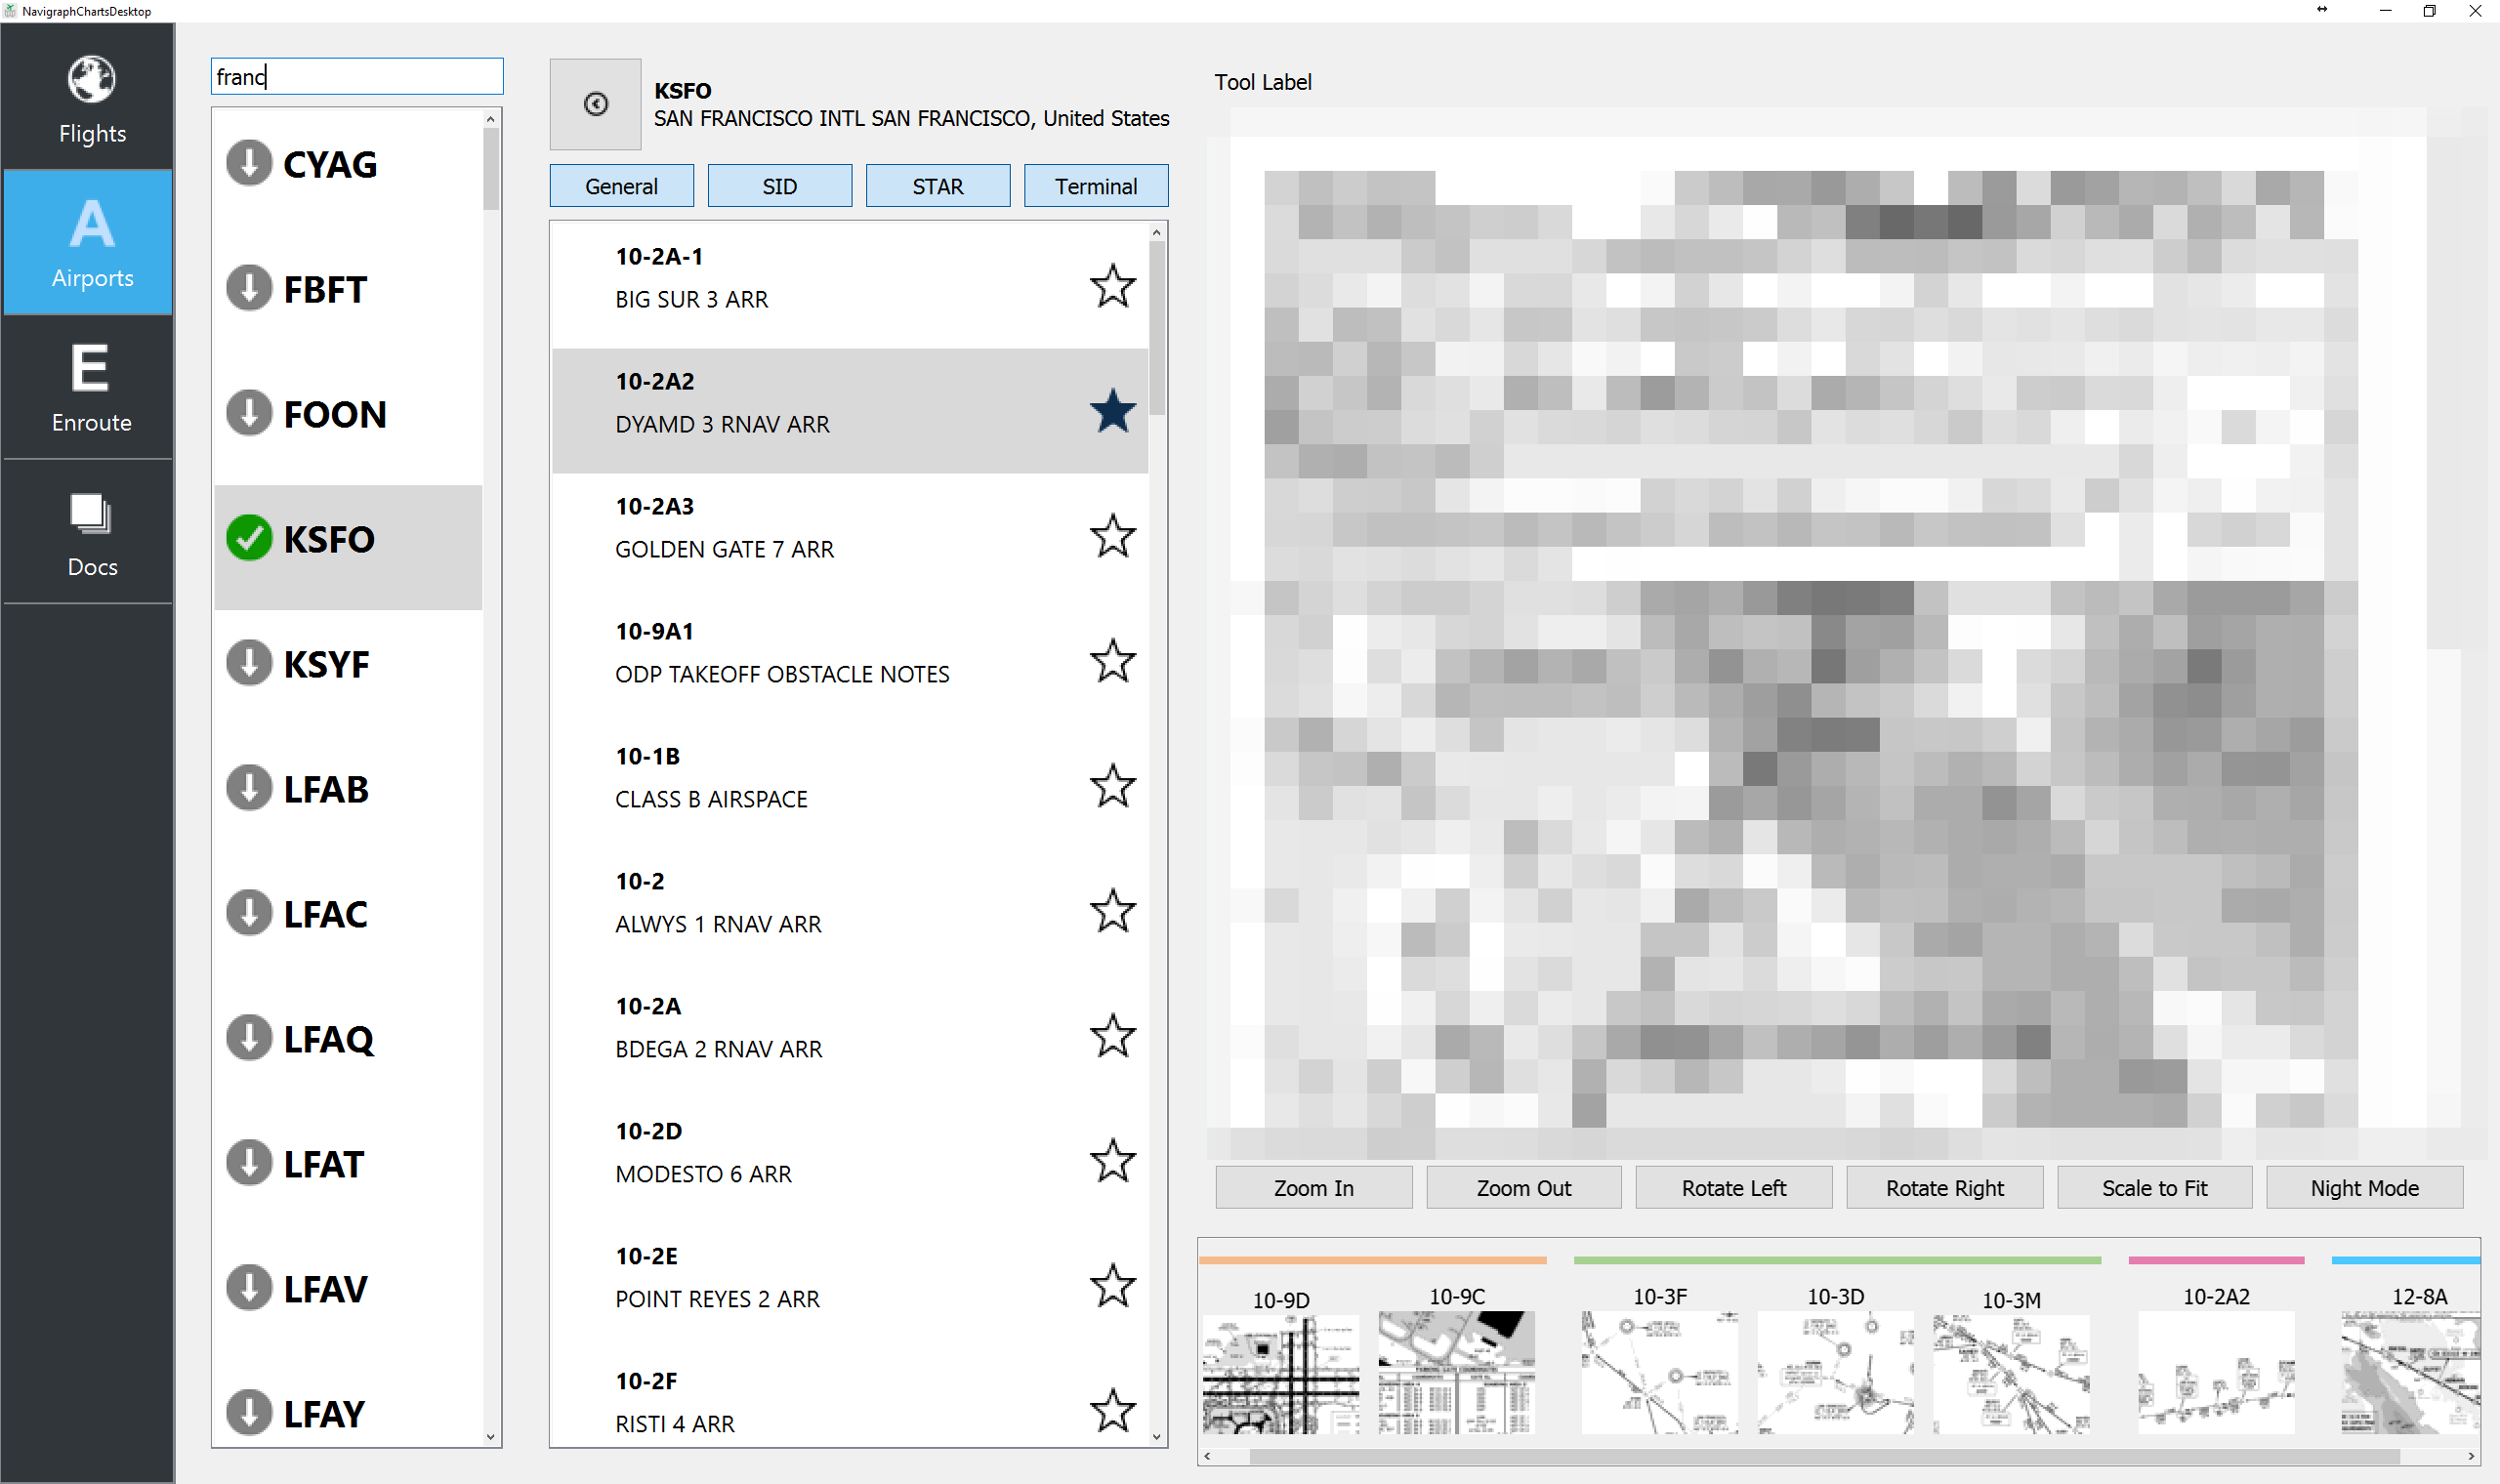 NavigraphChartsDesktop
Flights
A
Airports
E
Enroute
Docs
franc
CYAG
FBFT
FOON
KSFO
KSYF
LFAB
LFAC
LFAQ
LFAT
LFAV
LFAY
KSFO
SAN FRANCISCO INTL SAN FRANCISCO, United States
General SID STAR Terminal
10-2A-1
BIG SUR 3 ARR
10-2A2
DYAMD 3 RNAV ARR
10-2A3
GOLDEN GATE 7 ARR
10-9A1
ODP TAKEOFF OBSTACLE NOTES
10-1B
CLASS B AIRSPACE
10-2
ALWYS 1 RNAV ARR
10-2A
BDEGA 2 RNAV ARR
10-2D
MODESTO 6 ARR
10-2E
POINT REYES 2 ARR
10-2F
RISTI 4 ARR
Tool Label
Zoom In Zoom Out Rotate Left Rotate Right Scale to Fit Night Mode
10-9D 10-9C 10-3F 10-3D 10-3M 10-2A2 12-8A